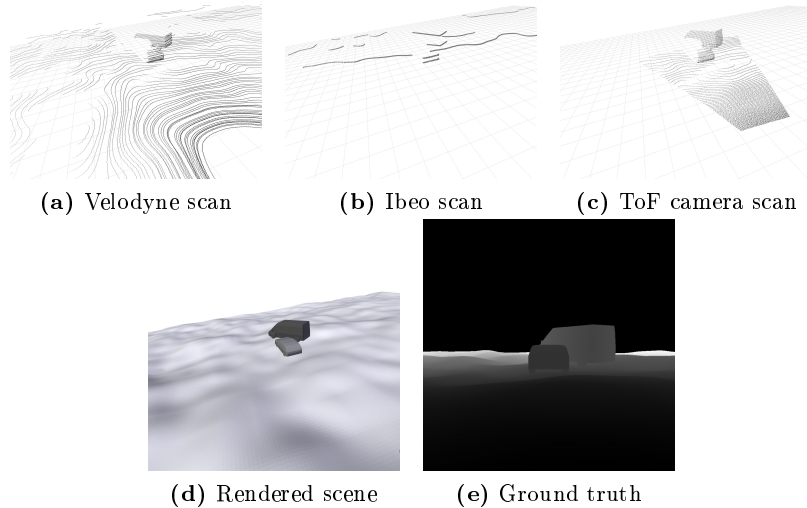 (a) Velodyne scan
(b) Ibeo scan
(c) ToF camera scan
(d) Rendered scene
(e) Ground truth